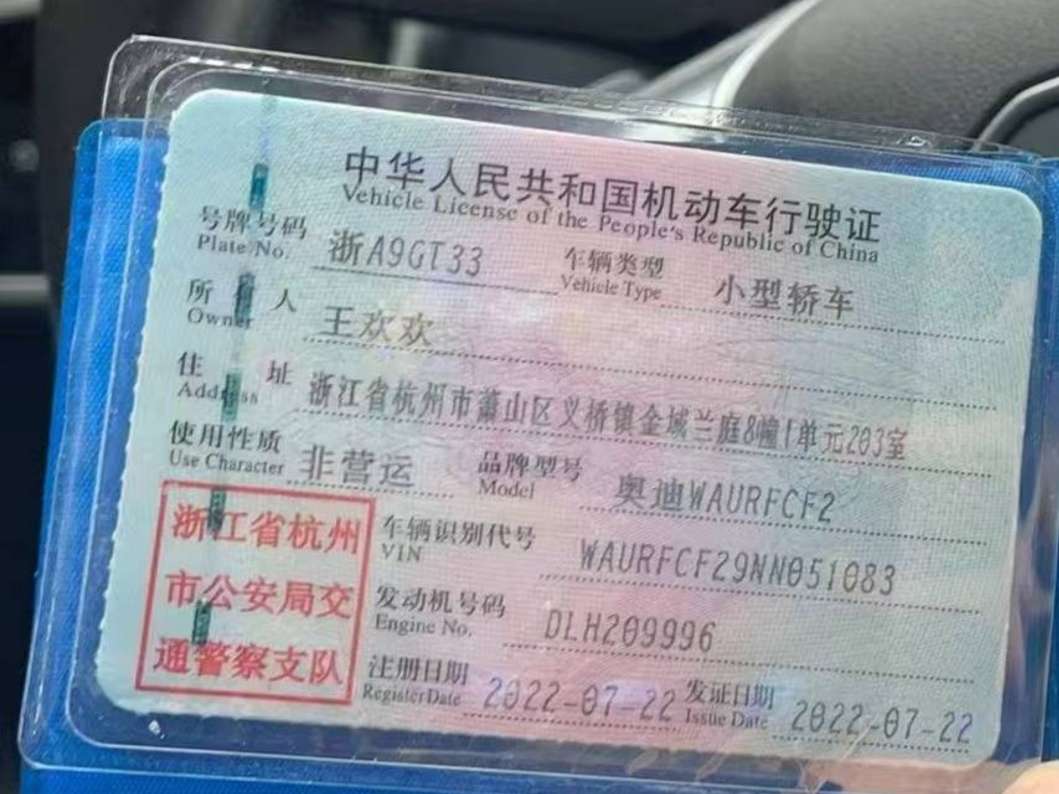 中华人民共和国机动车行驶证
Vehicle License of the People's Republic of China
号牌号码 浙A9GT33 车辆类型 小型轿车
Plate No. Vehicle Type
所有人 王欢欢
Owner
住址 浙江省杭州市萧山区义桥镇金域兰庭8幢1单元203室
Address
使用性质 非营运 品牌型号 奥迪WAURFCF2
Use Character Model
浙江省杭州 车辆识别代号 WAURFCF29NN051083
VIN
市公安局交 发动机号码 DLH209996
Engine No.
通警察支队 注册日期 2022-07-22 发证日期 2022-07-22
Register Date Issue Date